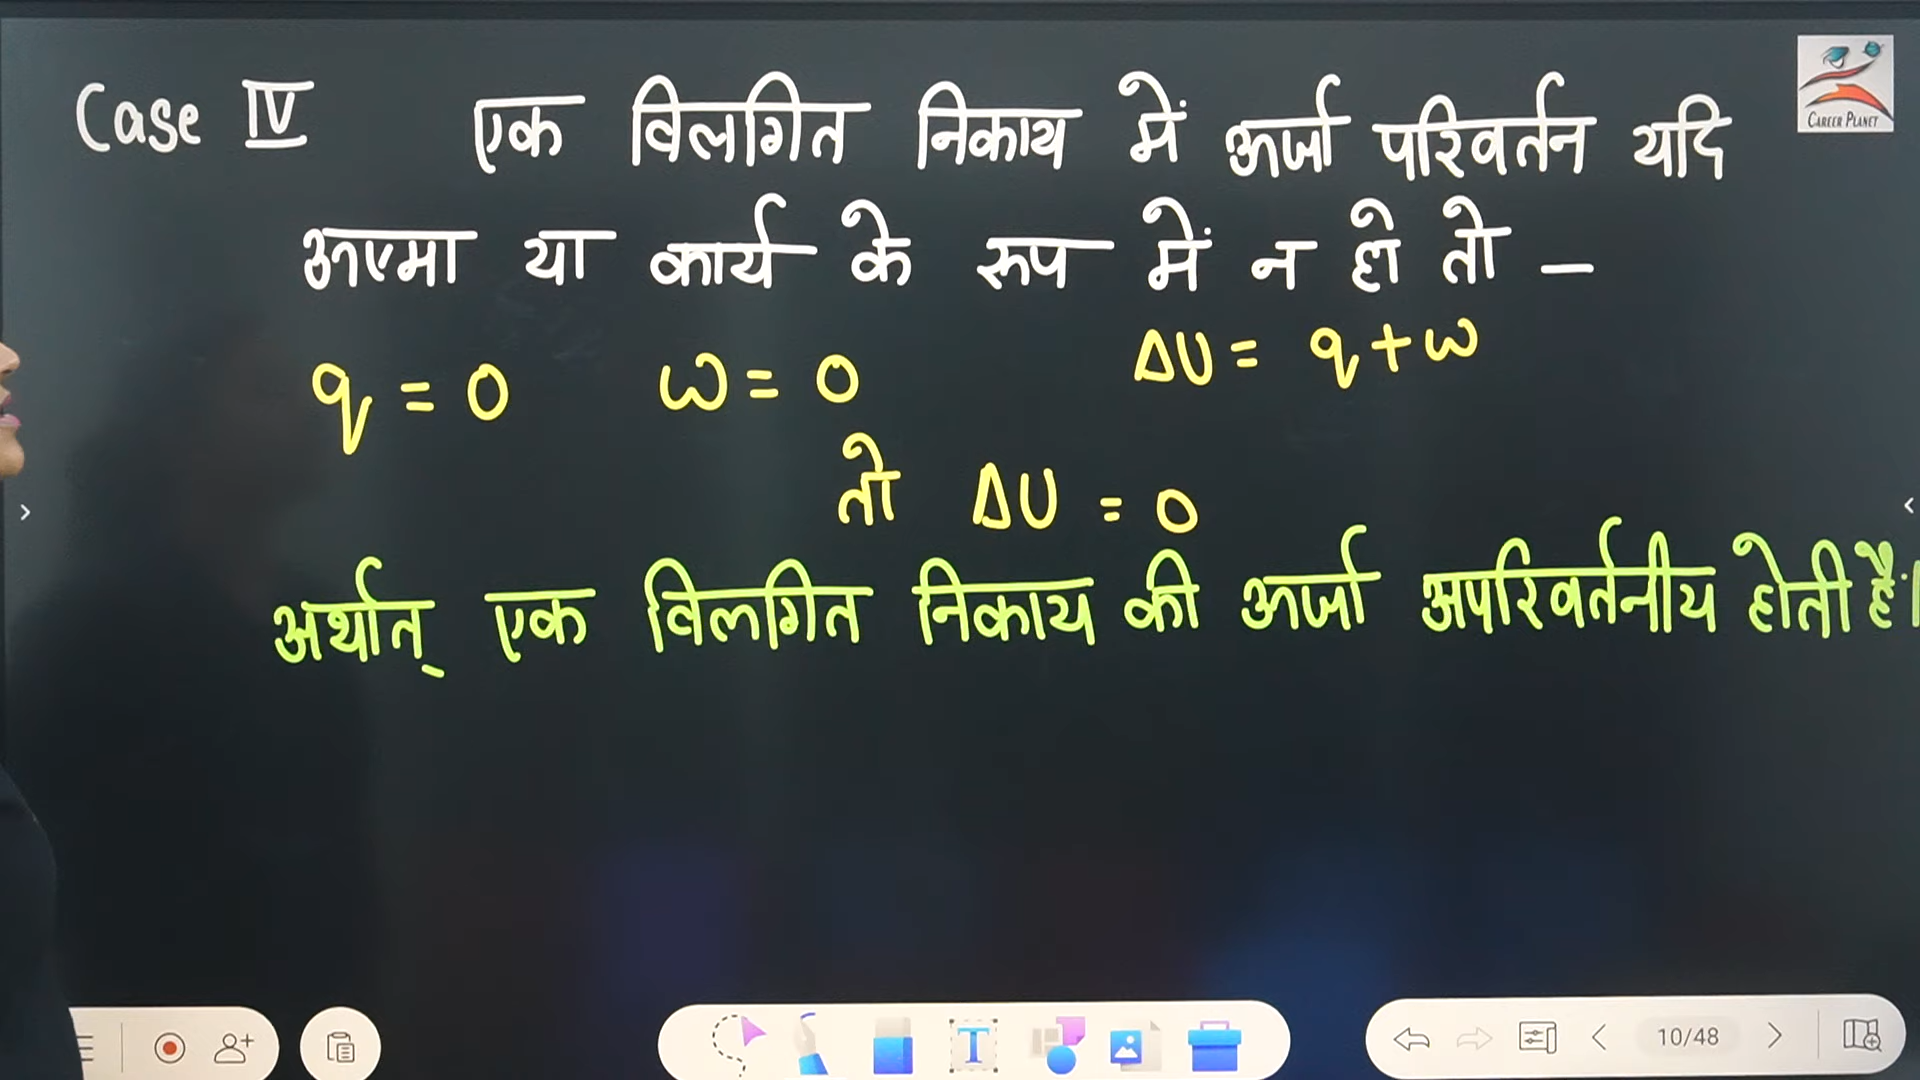 Case IV एक विलगित निकाय में ऊर्जा परिवर्तन यदि
ऊष्मा या कार्य के रूप में न हो तो –
q = 0 w = 0 ΔU = q + w
तो ΔU = 0
अर्थात् एक विलगित निकाय की ऊर्जा अपरिवर्तनीय होती है।
CAREER PLANET
T
10/48